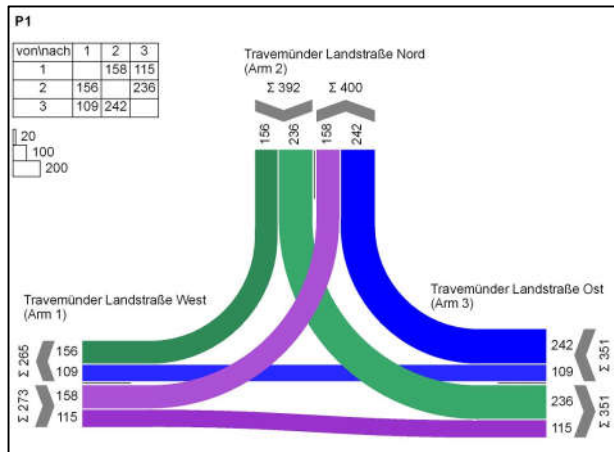 P1
von\nach 1 2 3
1 158 115
2 156 236
3 109 242
20
100
200
Travemünder Landstraße Nord
(Arm 2)
Σ 392 Σ 400
156 236 158 242
Travemünder Landstraße West
(Arm 1)
Travemünder Landstraße Ost
(Arm 3)
Σ 265
156
109
Σ 273
158
115
242
109
Σ 351
236
115
Σ 351